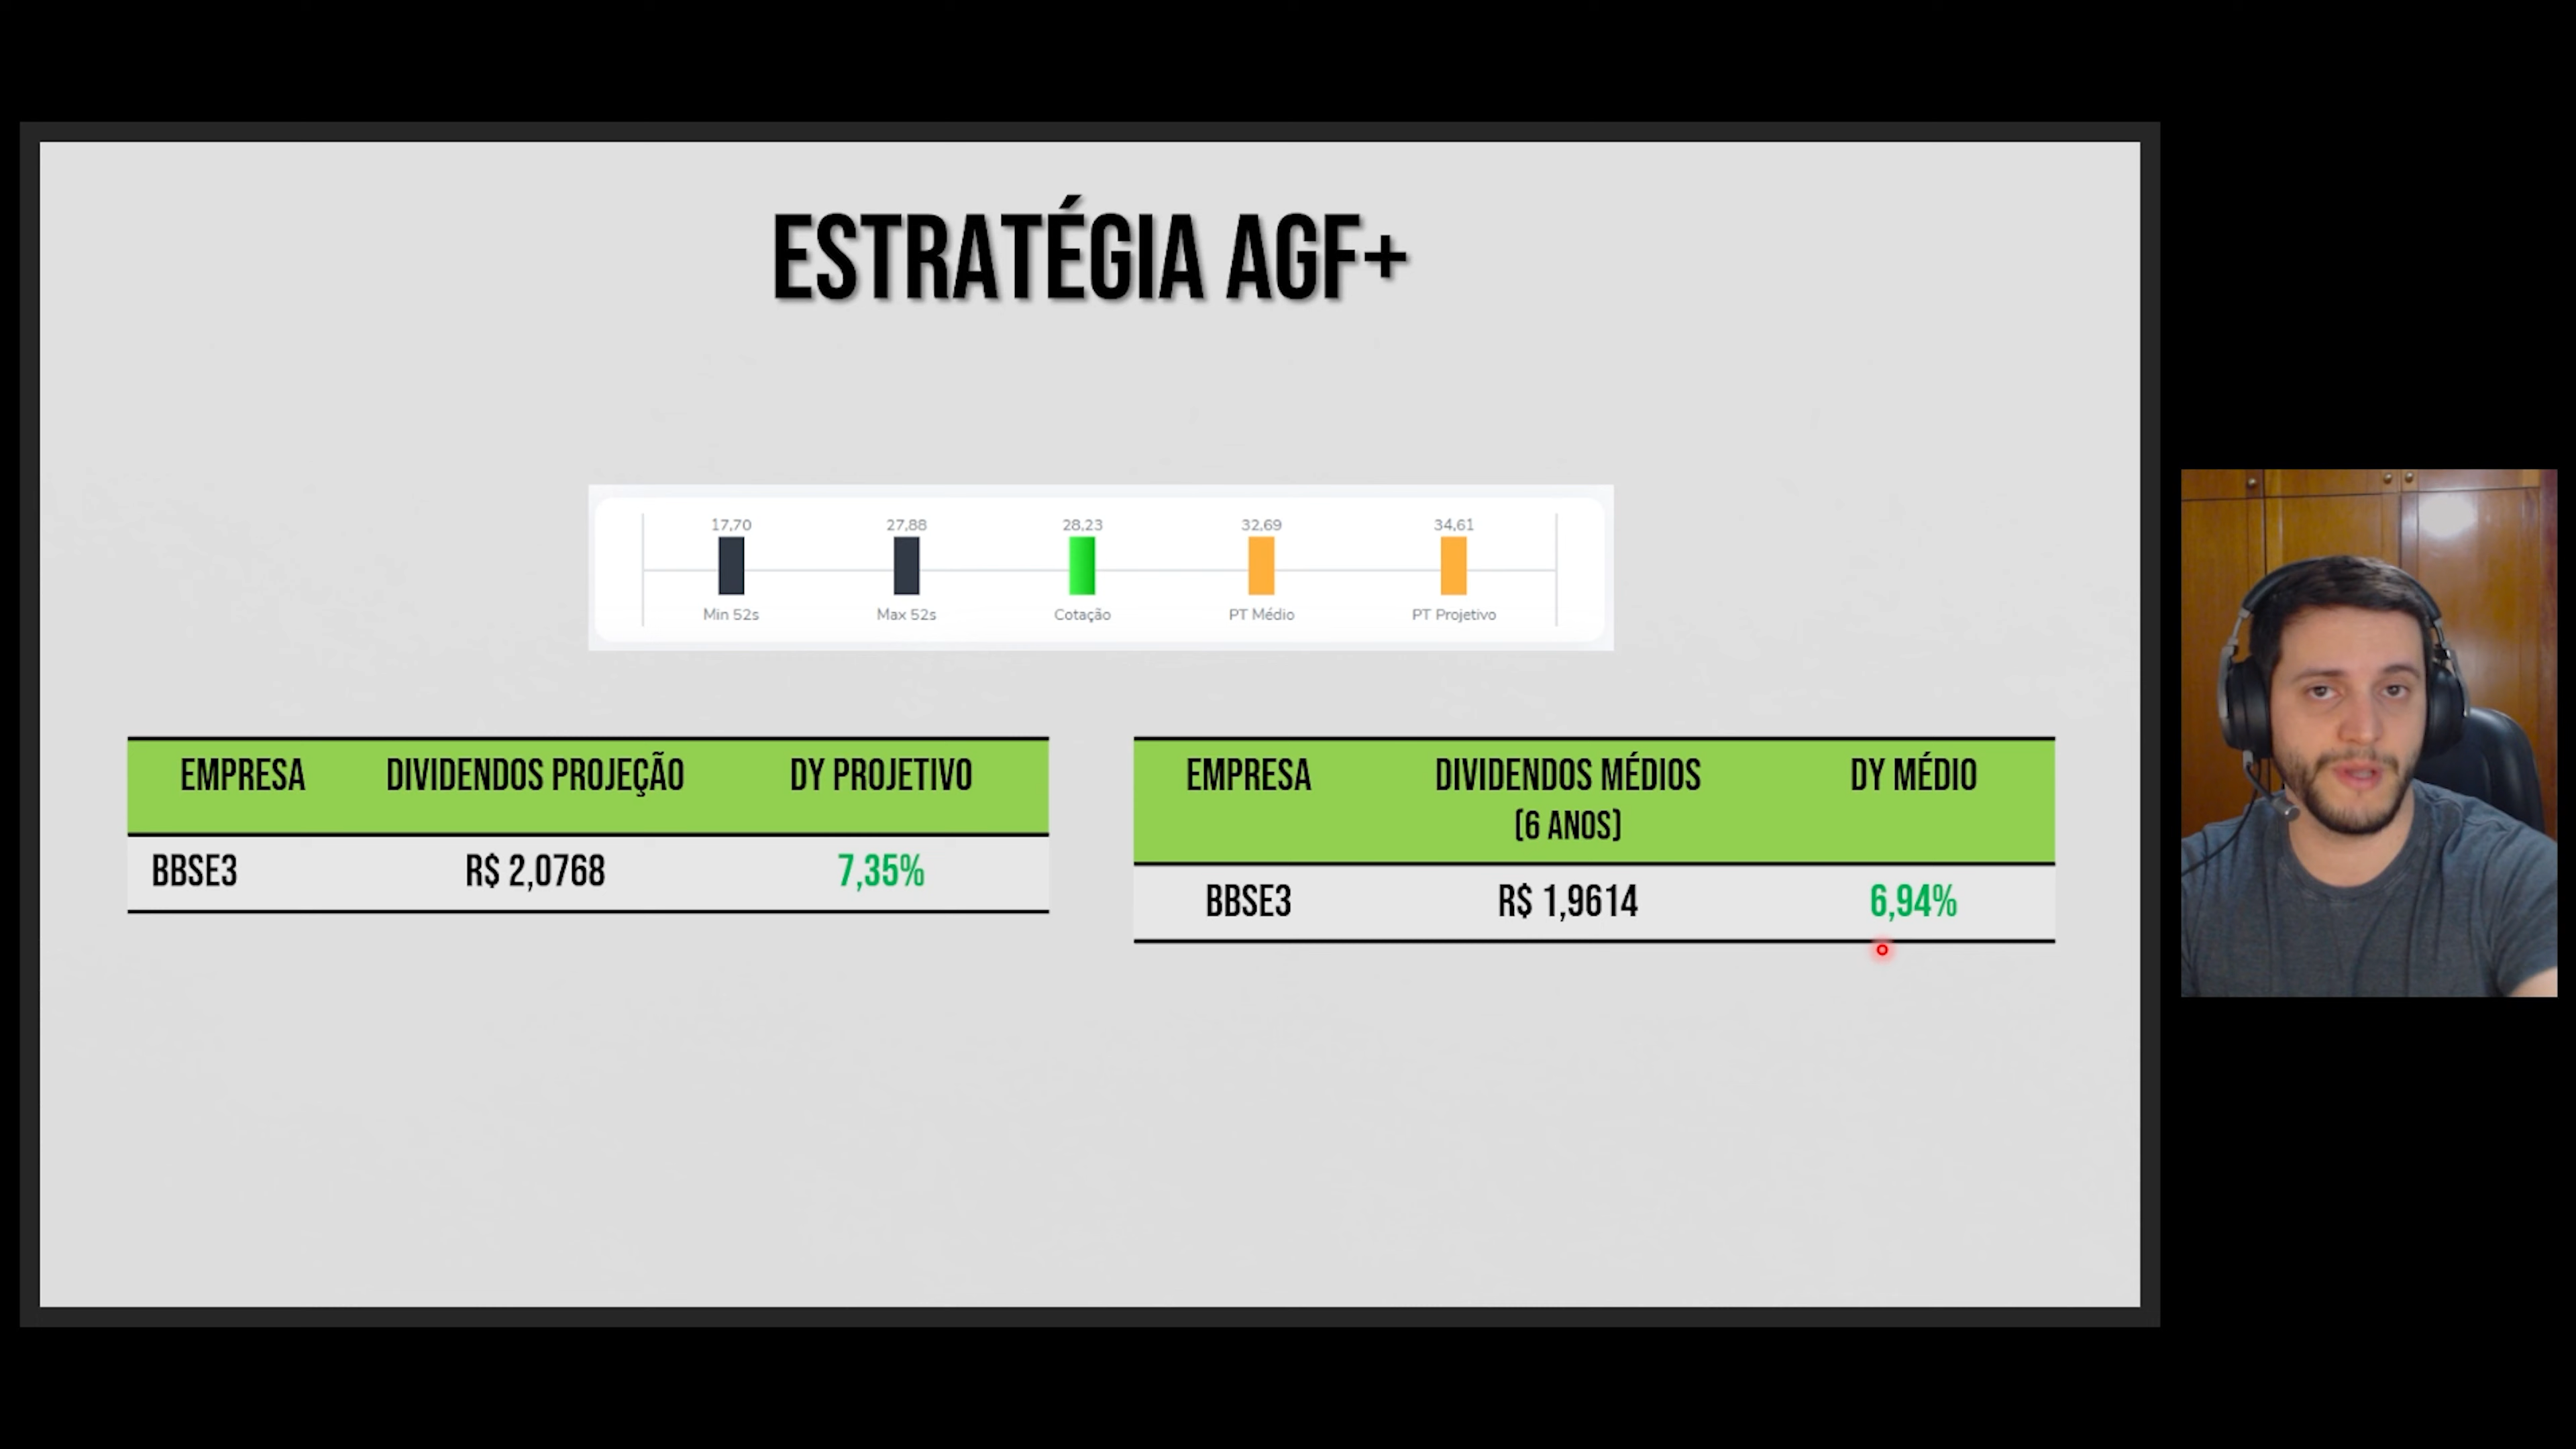 ESTRATÉGIA AGF+
17,70 27,88 28,23 32,69 34,61
Min 52s Max 52s Cotação PT Médio PT Projetivo
EMPRESA DIVIDENDOS PROJEÇÃO DY PROJETIVO
BBSE3 R$ 2,0768 7,35%
EMPRESA DIVIDENDOS MÉDIOS DY MÉDIO
(6 ANOS)
BBSE3 R$ 1,9614 6,94%